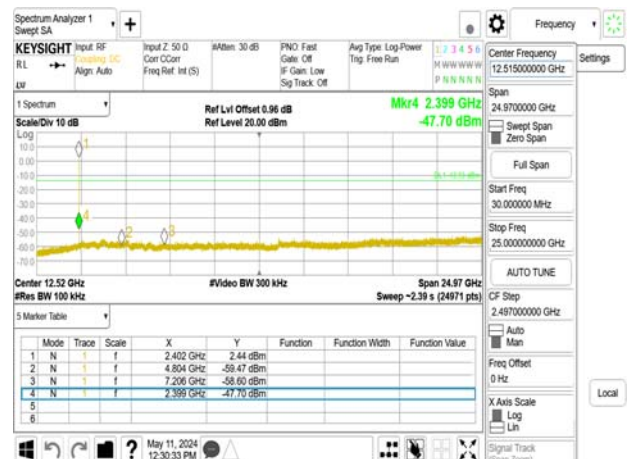 Spectrum Analyzer 1
Swept SA
Frequency
KEYSIGHT
RL
Input: RF
Coupling: DC
Align: Auto
Input Z: 50 Ω
Corr CCorr
Freq Ref: Int (S)
#Atten: 30 dB
PNO: Fast
Gate: Off
IF Gain: Low
Sig Track: Off
Avg Type: Log-Power
Trig: Free Run
1 2 3 4 5 6
M W W W W W
P N N N N N
1 Spectrum
Scale/Div 10 dB
Log
Ref Lvl Offset 0.96 dB
Ref Level 20.00 dBm
Mkr4 2.399 GHz
-47.70 dBm
10.0
0.00
-10.0
-20.0
-30.0
-40.0
-50.0
-60.0
-70.0
1
4
2
3
Center 12.52 GHz
#Res BW 100 kHz
#Video BW 300 kHz
Span 24.97 GHz
Sweep ~2.39 s (24971 pts)
5 Marker Table
Mode Trace Scale X Y Function Function Width Function Value
1 N 1 f 2.402 GHz 2.44 dBm
2 N 1 f 4.804 GHz -59.47 dBm
3 N 1 f 7.206 GHz -58.60 dBm
4 N 1 f 2.399 GHz -47.70 dBm
5
6
May 11, 2024
12:30:33 PM
Center Frequency
12.515000000 GHz
Settings
Span
24.9700000 GHz
Swept Span
Zero Span
Full Span
Start Freq
30.000000 MHz
Stop Freq
25.000000000 GHz
AUTO TUNE
CF Step
2.497000000 GHz
Auto
Man
Freq Offset
0 Hz
X Axis Scale
Log
Lin
Local
Signal Track